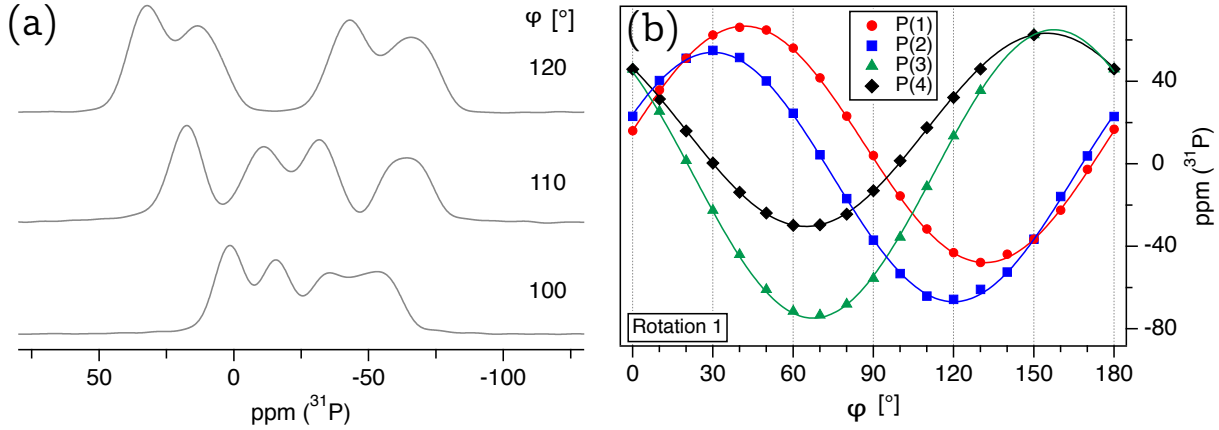 (a)
φ [°]
120
110
100
50
0
-50
-100
ppm (³¹P)
(b)
P(1)
P(2)
P(3)
P(4)
Rotation 1
40
0
-40
-80
ppm (³¹P)
0
30
60
90
120
150
180
φ [°]